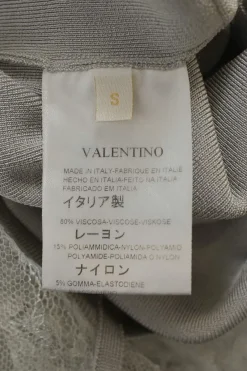 S
VALENTINO
MADE IN ITALY-FABRIQUE EN ITALIE
HECHO EN ITALIA-FEITO NA ITALIA
FABRICADO EM ITALIA
イタリア製
80% VISCOSA-VISCOSE-VISKOSE
レーヨン
15% POLIAMMIDICA-NYLON-POLYAMID
POLYAMIDE-POLIAMIDA
ナイロン
5% GOMMA-ELASTODIENE